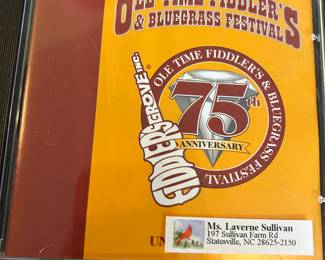 OLD TIME FIDDLER'S
& BLUEGRASS FESTIVAL
FIDDLERS GROVE INC.®
OLE TIME FIDDLER'S & BLUEGRASS FESTIVAL
75th
ANNIVERSARY
Ms. Laverne Sullivan
197 Sullivan Farm Rd
Statesville, NC 28625-2150